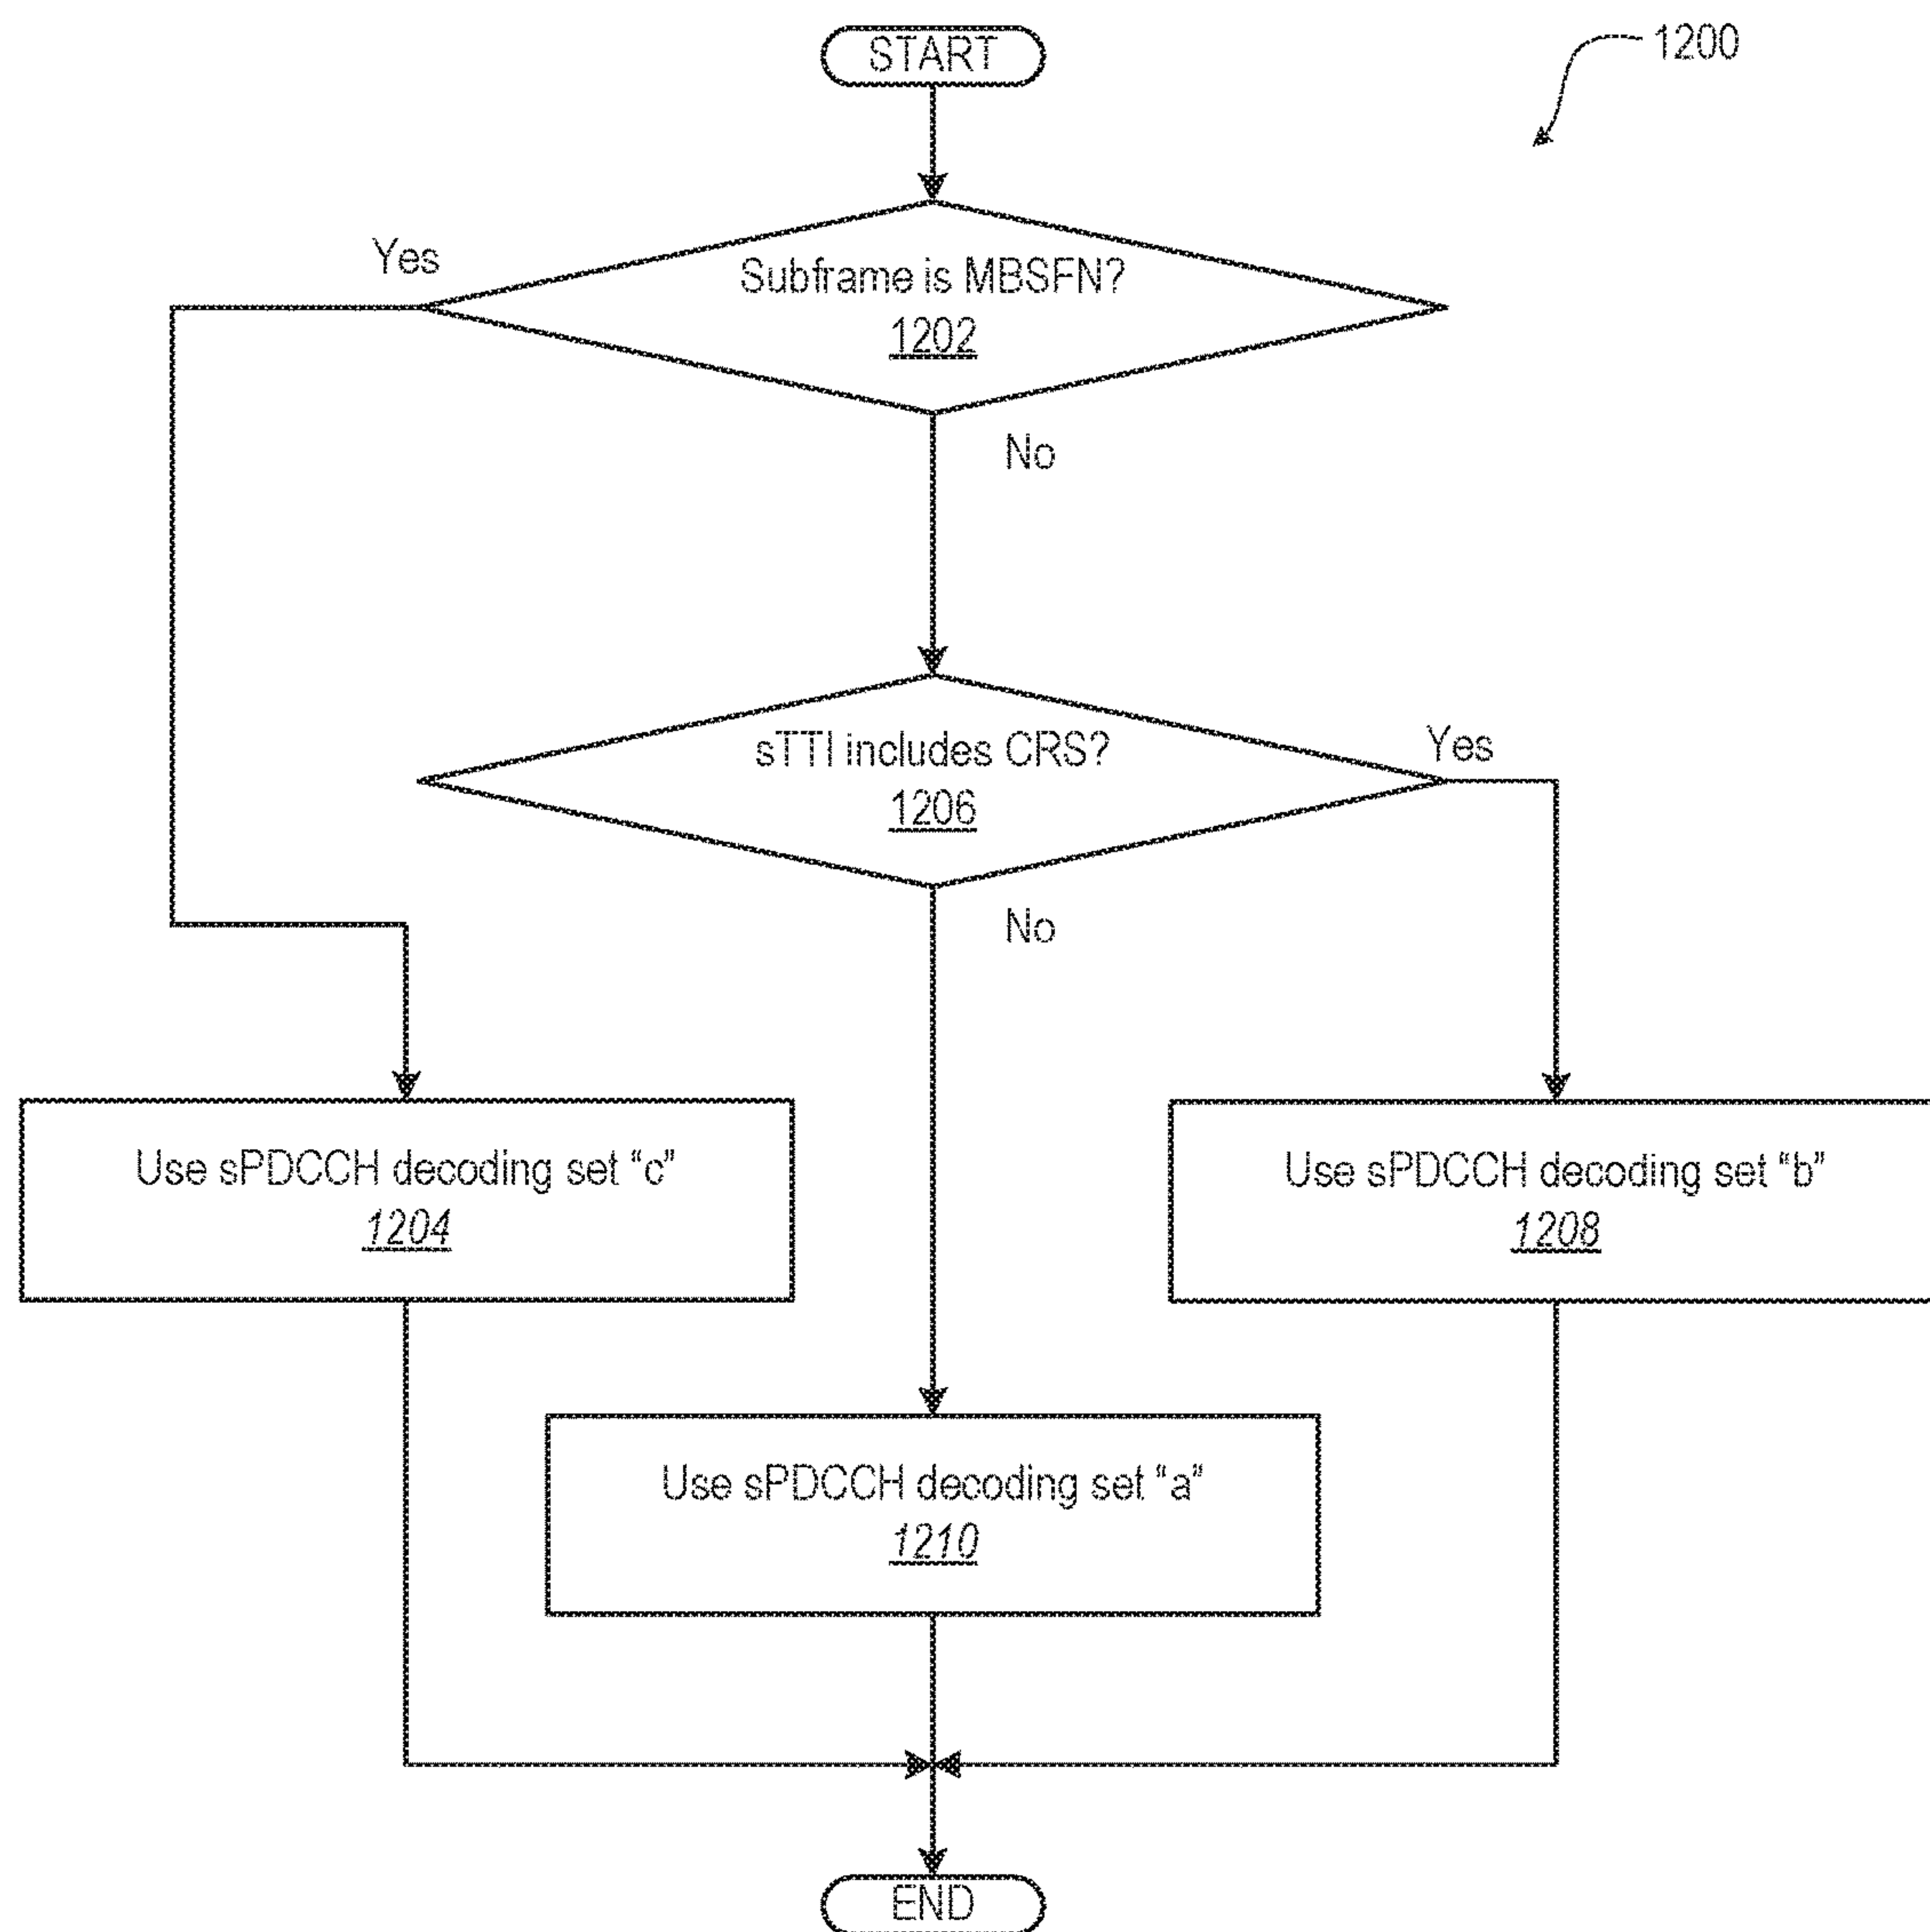 START
1200
Yes
Subframe is MBSFN?
1202
No
sTTI includes CRS?
1206
Yes
No
Use sPDCCH decoding set “c”
1204
Use sPDCCH decoding set “b”
1208
Use sPDCCH decoding set “a”
1210
END